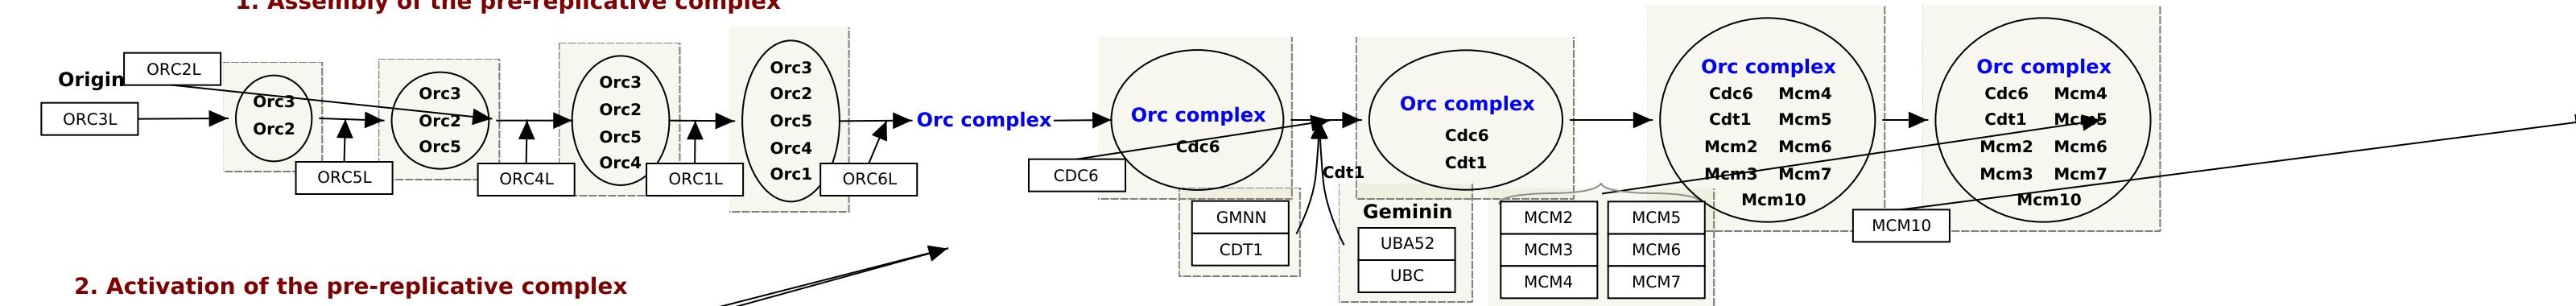 1. Assembly of the pre-replicative complex
Origin
ORC2L
ORC3L
Orc3
Orc2
ORC5L
Orc3
Orc2
Orc5
ORC4L
Orc3
Orc2
Orc5
Orc4
ORC1L
Orc3
Orc2
Orc5
Orc4
Orc1
ORC6L
Orc complex
CDC6
Orc complex
Cdc6
GMNN
CDT1
Cdt1
Geminin
UBA52
UBC
Orc complex
Cdc6
Cdt1
MCM2 MCM5
MCM3 MCM6
MCM4 MCM7
Orc complex
Cdc6 Mcm4
Cdt1 Mcm5
Mcm2 Mcm6
Mcm3 Mcm7
Mcm10
MCM10
Orc complex
Cdc6 Mcm4
Cdt1 Mcm5
Mcm2 Mcm6
Mcm3 Mcm7
Mcm10
2. Activation of the pre-replicative complex